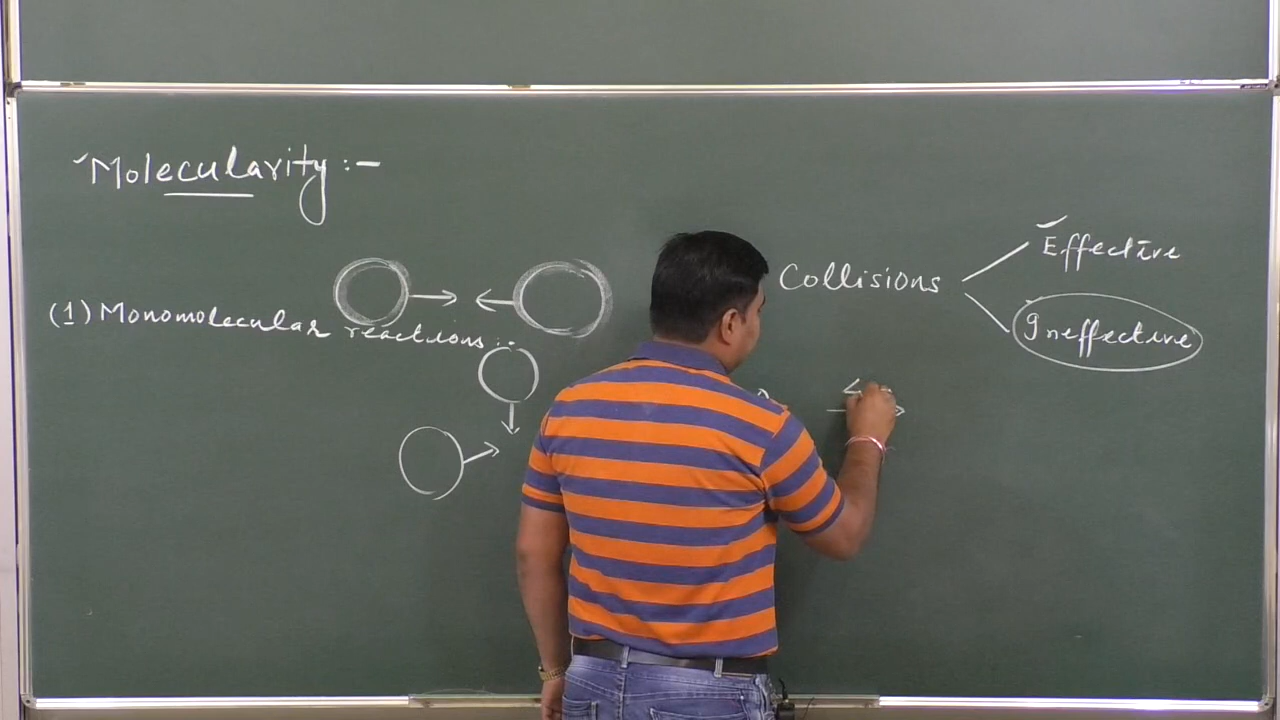 Molecularity :-
(1) Monomolecular reactions :-
Collisions
Effective
Ineffective